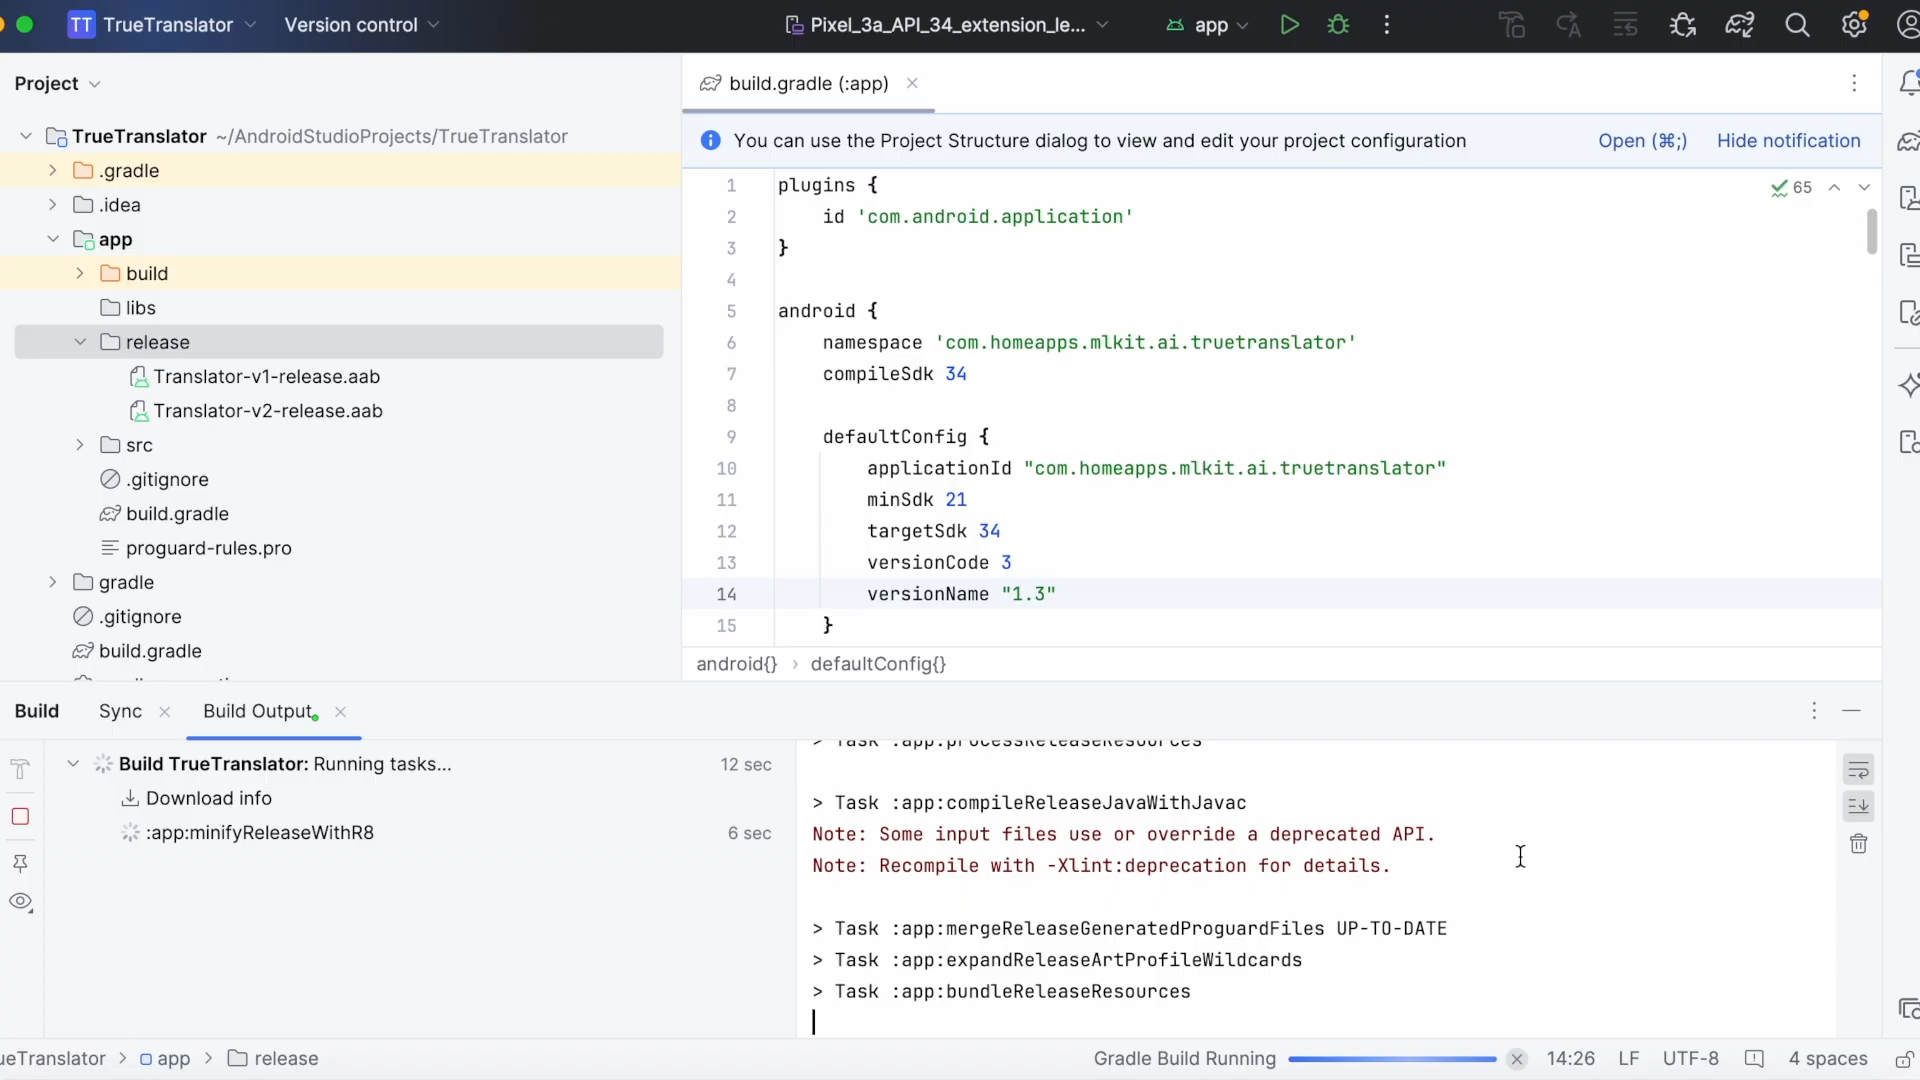 TT TrueTranslator Version control Pixel_3a_API_34_extension_le... app
Project
TrueTranslator ~/AndroidStudioProjects/TrueTranslator
.gradle
.idea
app
build
libs
release
Translator-v1-release.aab
Translator-v2-release.aab
src
.gitignore
build.gradle
proguard-rules.pro
gradle
.gitignore
build.gradle
build.gradle (:app)
You can use the Project Structure dialog to view and edit your project configuration Open (⌘;) Hide notification
65
1 plugins {
2 id 'com.android.application'
3 }
4
5 android {
6 namespace 'com.homeapps.mlkit.ai.truetranslator'
7 compileSdk 34
8
9 defaultConfig {
10 applicationId "com.homeapps.mlkit.ai.truetranslator"
11 minSdk 21
12 targetSdk 34
13 versionCode 3
14 versionName "1.3"
15 }
android{} › defaultConfig{}
Build Sync Build Output
Build TrueTranslator: Running tasks... 12 sec
Download info
:app:minifyReleaseWithR8 6 sec
> Task :app:processReleaseResources
> Task :app:compileReleaseJavaWithJavac
Note: Some input files use or override a deprecated API.
Note: Recompile with -Xlint:deprecation for details.
> Task :app:mergeReleaseGeneratedProguardFiles UP-TO-DATE
> Task :app:expandReleaseArtProfileWildcards
> Task :app:bundleReleaseResources
ueTranslator > app > release Gradle Build Running 14:26 LF UTF-8 4 spaces